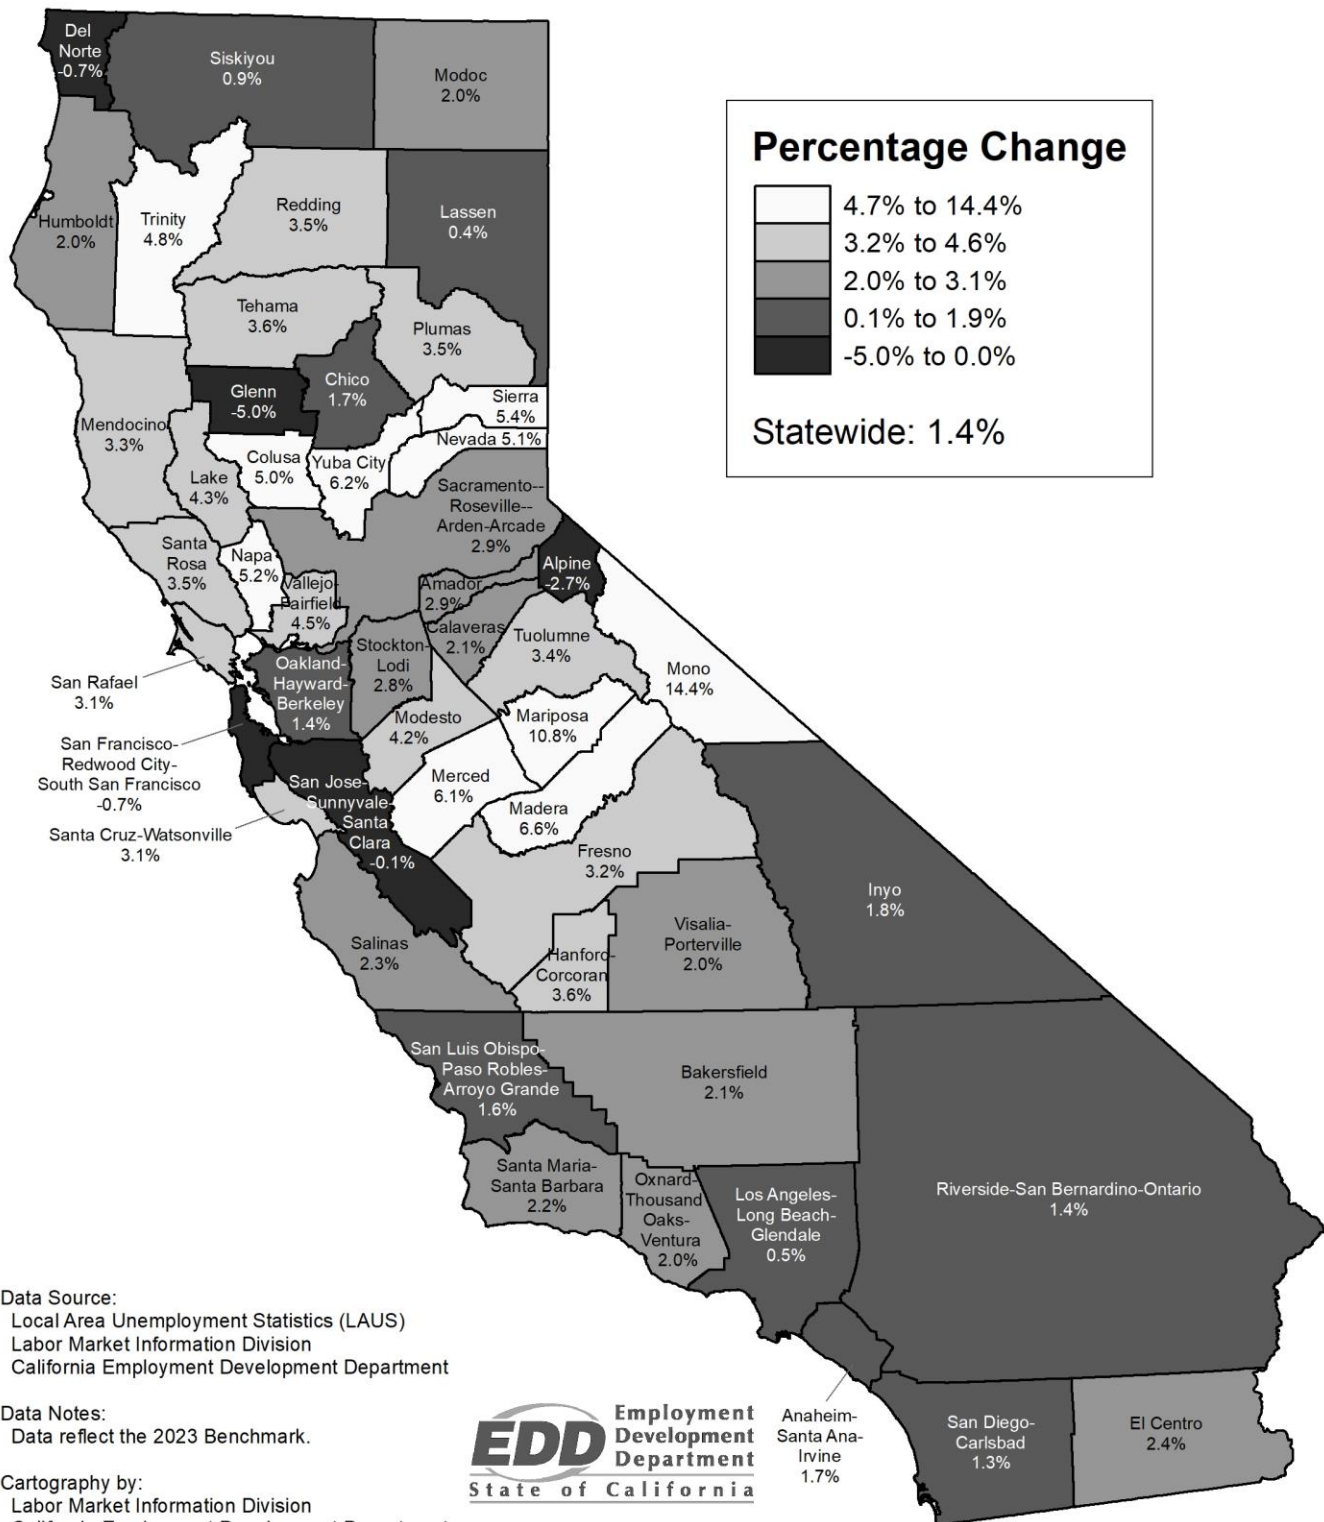 Del
Norte
-0.7%
Siskiyou
0.9%
Modoc
2.0%
Percentage Change
4.7% to 14.4%
3.2% to 4.6%
2.0% to 3.1%
0.1% to 1.9%
-5.0% to 0.0%
Statewide: 1.4%
Humboldt
2.0%
Trinity
4.8%
Redding
3.5%
Lassen
0.4%
Tehama
3.6%
Plumas
3.5%
Glenn
-5.0%
Chico
1.7%
Sierra
5.4%
Nevada 5.1%
Mendocino
3.3%
Lake
4.3%
Colusa
5.0%
Yuba City
6.2%
Sacramento--
Roseville--
Arden-Arcade
2.9%
Santa
Rosa
3.5%
Napa
5.2%
Vallejo-
Fairfield
4.5%
Amador
2.9%
Alpine
-2.7%
Calaveras
2.1%
Tuolumne
3.4%
Mono
14.4%
San Rafael
3.1%
Oakland-
Hayward-
Berkeley
1.4%
Stockton-
Lodi
2.8%
Modesto
4.2%
Mariposa
10.8%
San Francisco-
Redwood City-
South San Francisco
-0.7%
San Jose-
Sunnyvale-
Santa
Clara
-0.1%
Merced
6.1%
Madera
6.6%
Santa Cruz-Watsonville
3.1%
Fresno
3.2%
Inyo
1.8%
Salinas
2.3%
Hanford-
Corcoran
3.6%
Visalia-
Porterville
2.0%
San Luis Obispo-
Paso Robles-
Arroyo Grande
1.6%
Bakersfield
2.1%
Santa Maria-
Santa Barbara
2.2%
Oxnard-
Thousand
Oaks-
Ventura
2.0%
Los Angeles-
Long Beach-
Glendale
0.5%
Riverside-San Bernardino-Ontario
1.4%
Anaheim-
Santa Ana-
Irvine
1.7%
San Diego-
Carlsbad
1.3%
El Centro
2.4%
Data Source:
Local Area Unemployment Statistics (LAUS)
Labor Market Information Division
California Employment Development Department
Data Notes:
Data reflect the 2023 Benchmark.
Cartography by:
Labor Market Information Division
California Employment Development Department
EDD
Employment
Development
Department
State of California